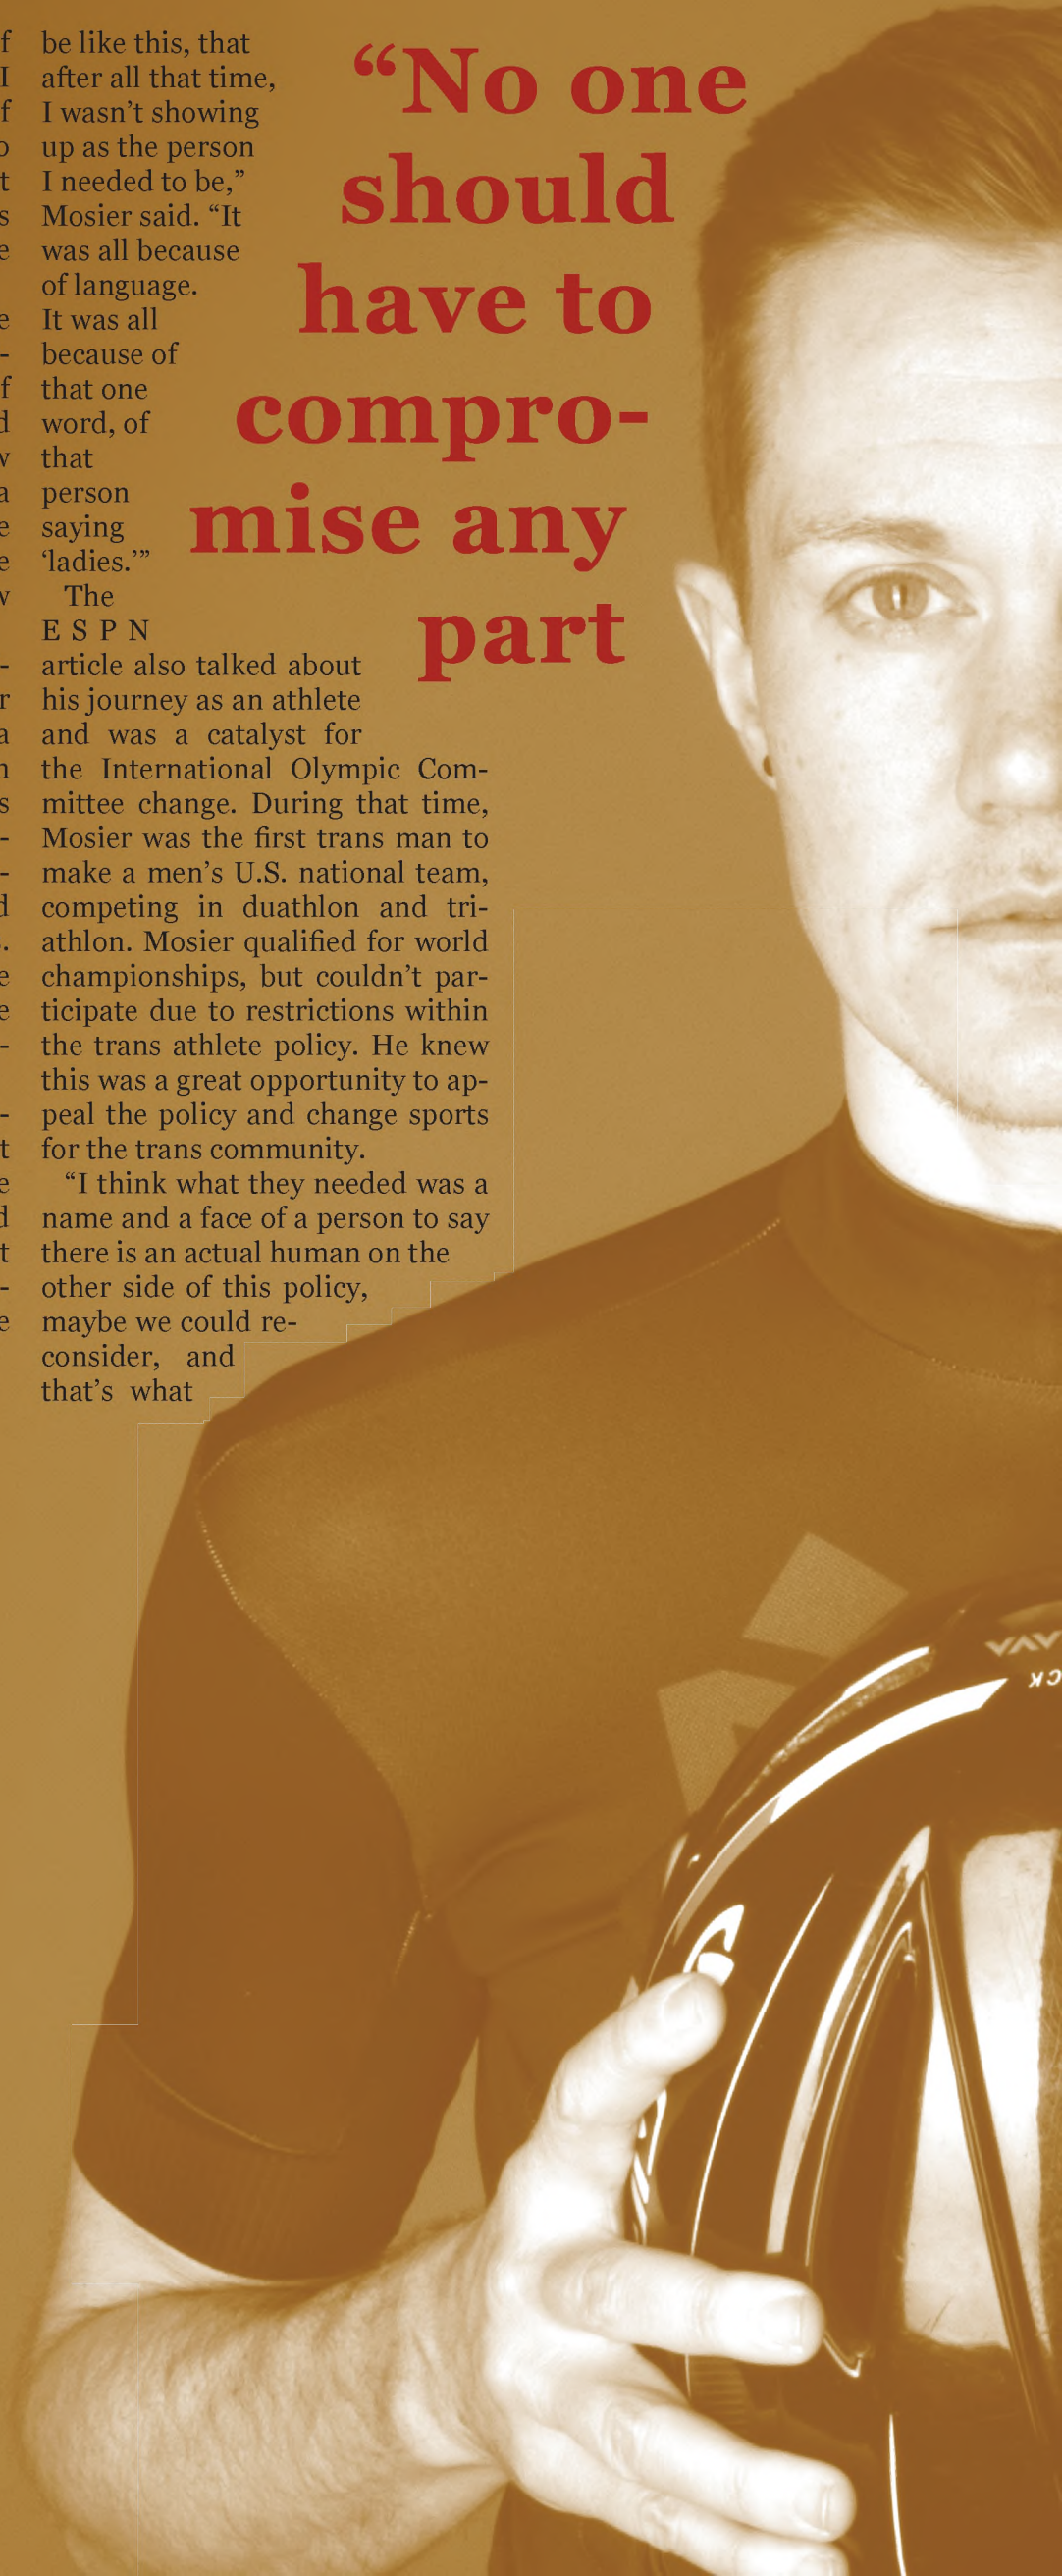 be like this, that
after all that time,
I wasn’t showing
up as the person
I needed to be,”
Mosier said. “It
was all because
of language.
It was all
because of
that one
word, of
that
person
saying
‘ladies.’”
The
E S P N
article also talked about
his journey as an athlete
and was a catalyst for
the International Olympic Com-
mittee change. During that time,
Mosier was the first trans man to
make a men’s U.S. national team,
competing in duathlon and tri-
athlon. Mosier qualified for world
championships, but couldn’t par-
ticipate due to restrictions within
the trans athlete policy. He knew
this was a great opportunity to ap-
peal the policy and change sports
for the trans community.
“I think what they needed was a
name and a face of a person to say
there is an actual human on the
other side of this policy,
maybe we could re-
consider, and
that’s what
“No one
should
have to
compro-
mise any
part